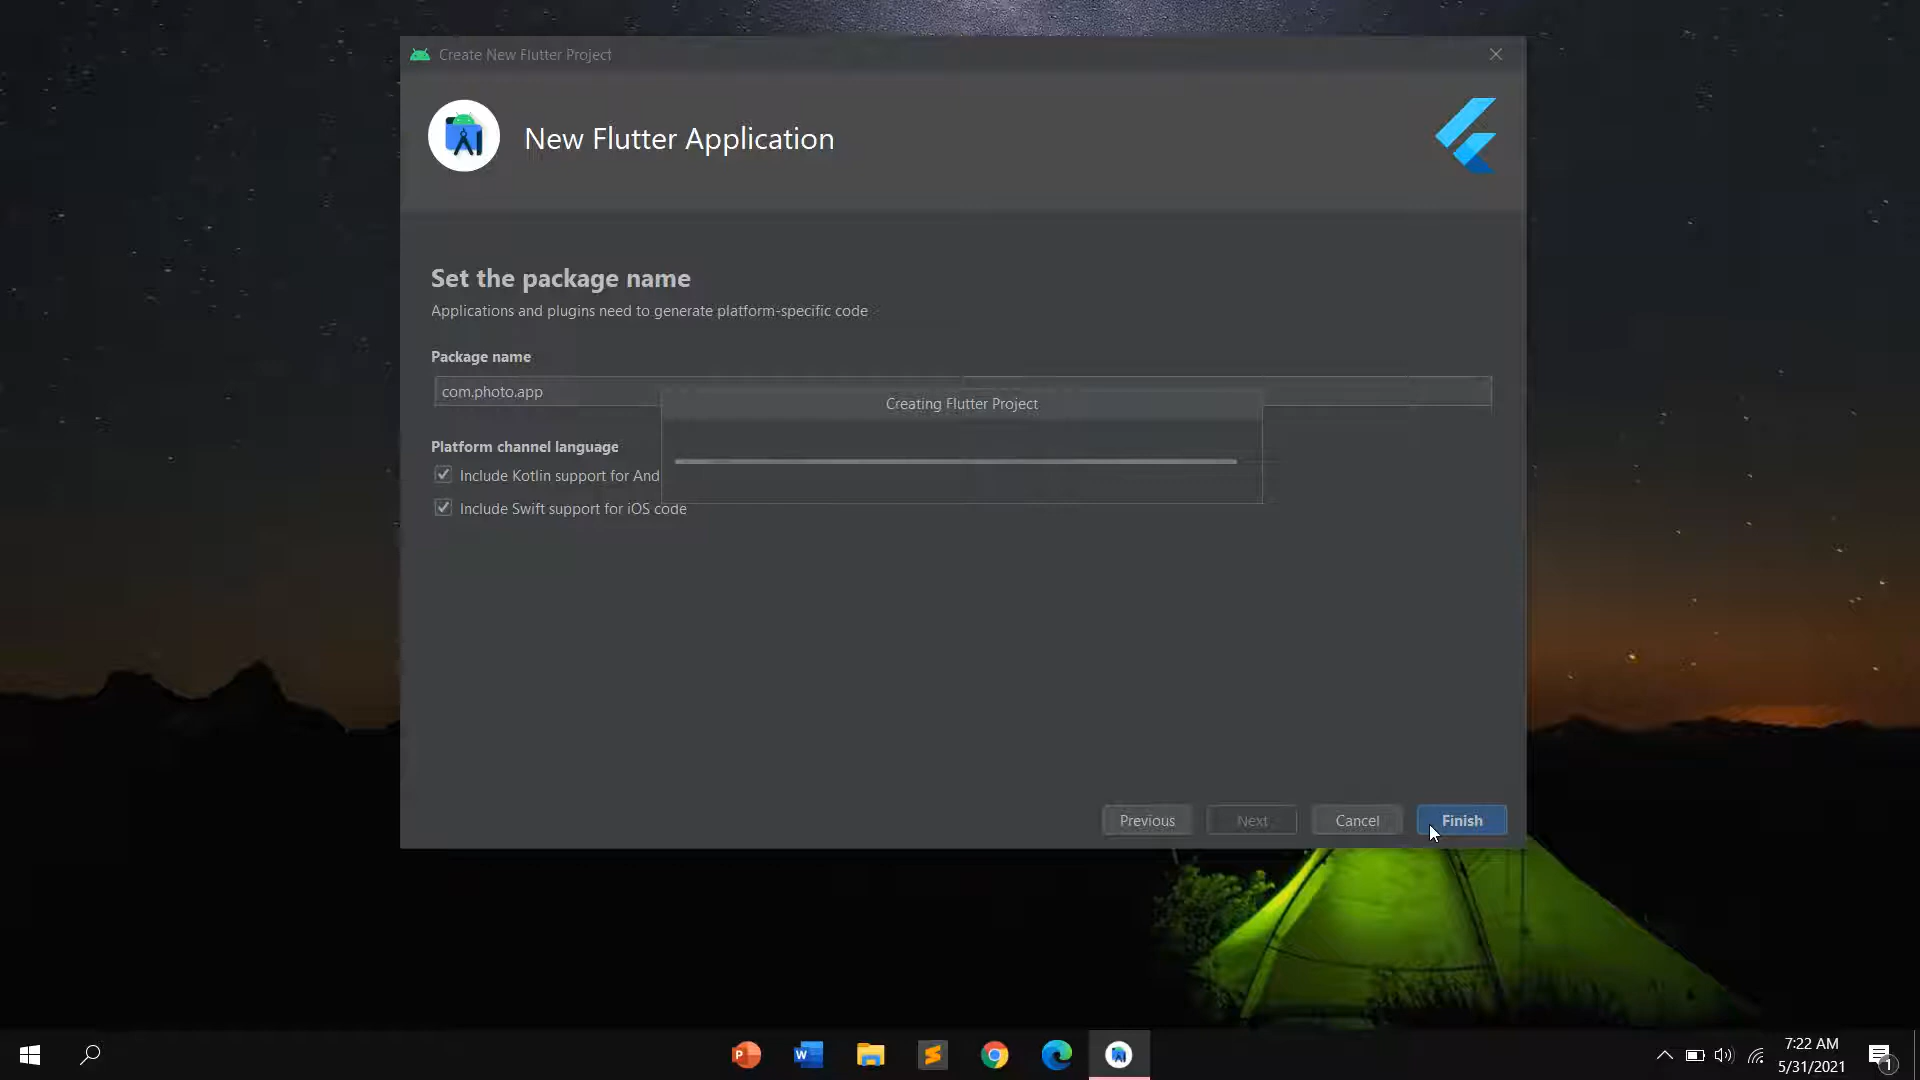 Create New Flutter Project
New Flutter Application
Set the package name
Applications and plugins need to generate platform-specific code
Package name
com.photo.app
Creating Flutter Project
Platform channel language
Include Kotlin support for And
Include Swift support for iOS code
Previous
Next
Cancel
Finish
7:22 AM
5/31/2021
1